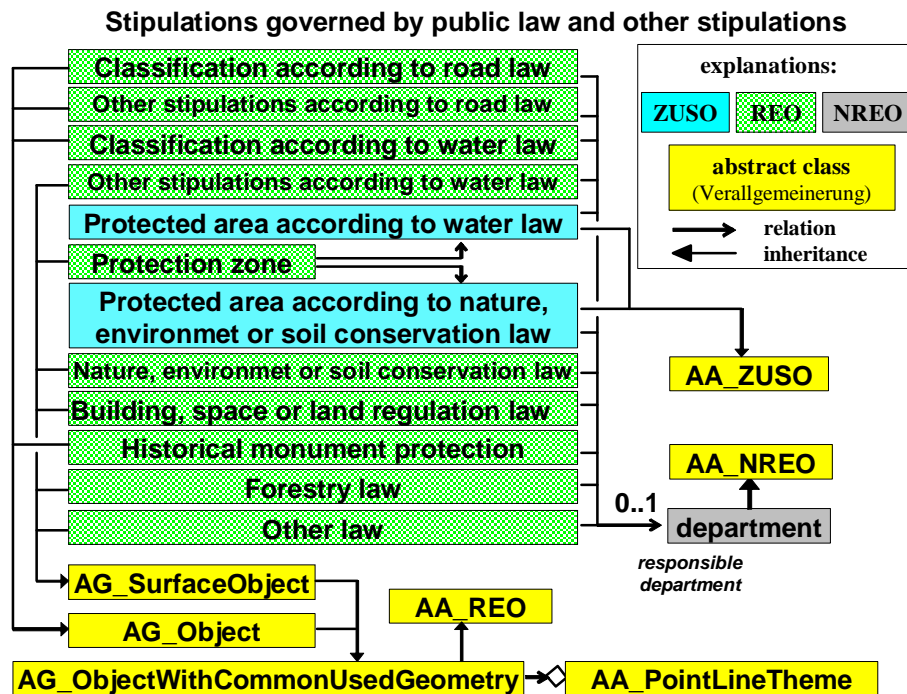 Stipulations governed by public law and other stipulations
Classification according to road law
Other stipulations according to road law
Classification according to water law
Other stipulations according to water law
Protected area according to water law
Protection zone
Protected area according to nature,
environmet or soil conservation law
Nature, environmet or soil conservation law
Building, space or land regulation law
Historical monument protection
Forestry law
Other law
explanations:
ZUSO REO NREO
abstract class
(Verallgemeinerung)
relation
inheritance
AA_ZUSO
AA_NREO
0..1
department
responsible
department
AG_SurfaceObject
AG_Object
AA_REO
AG_ObjectWithCommonUsedGeometry
AA_PointLineTheme